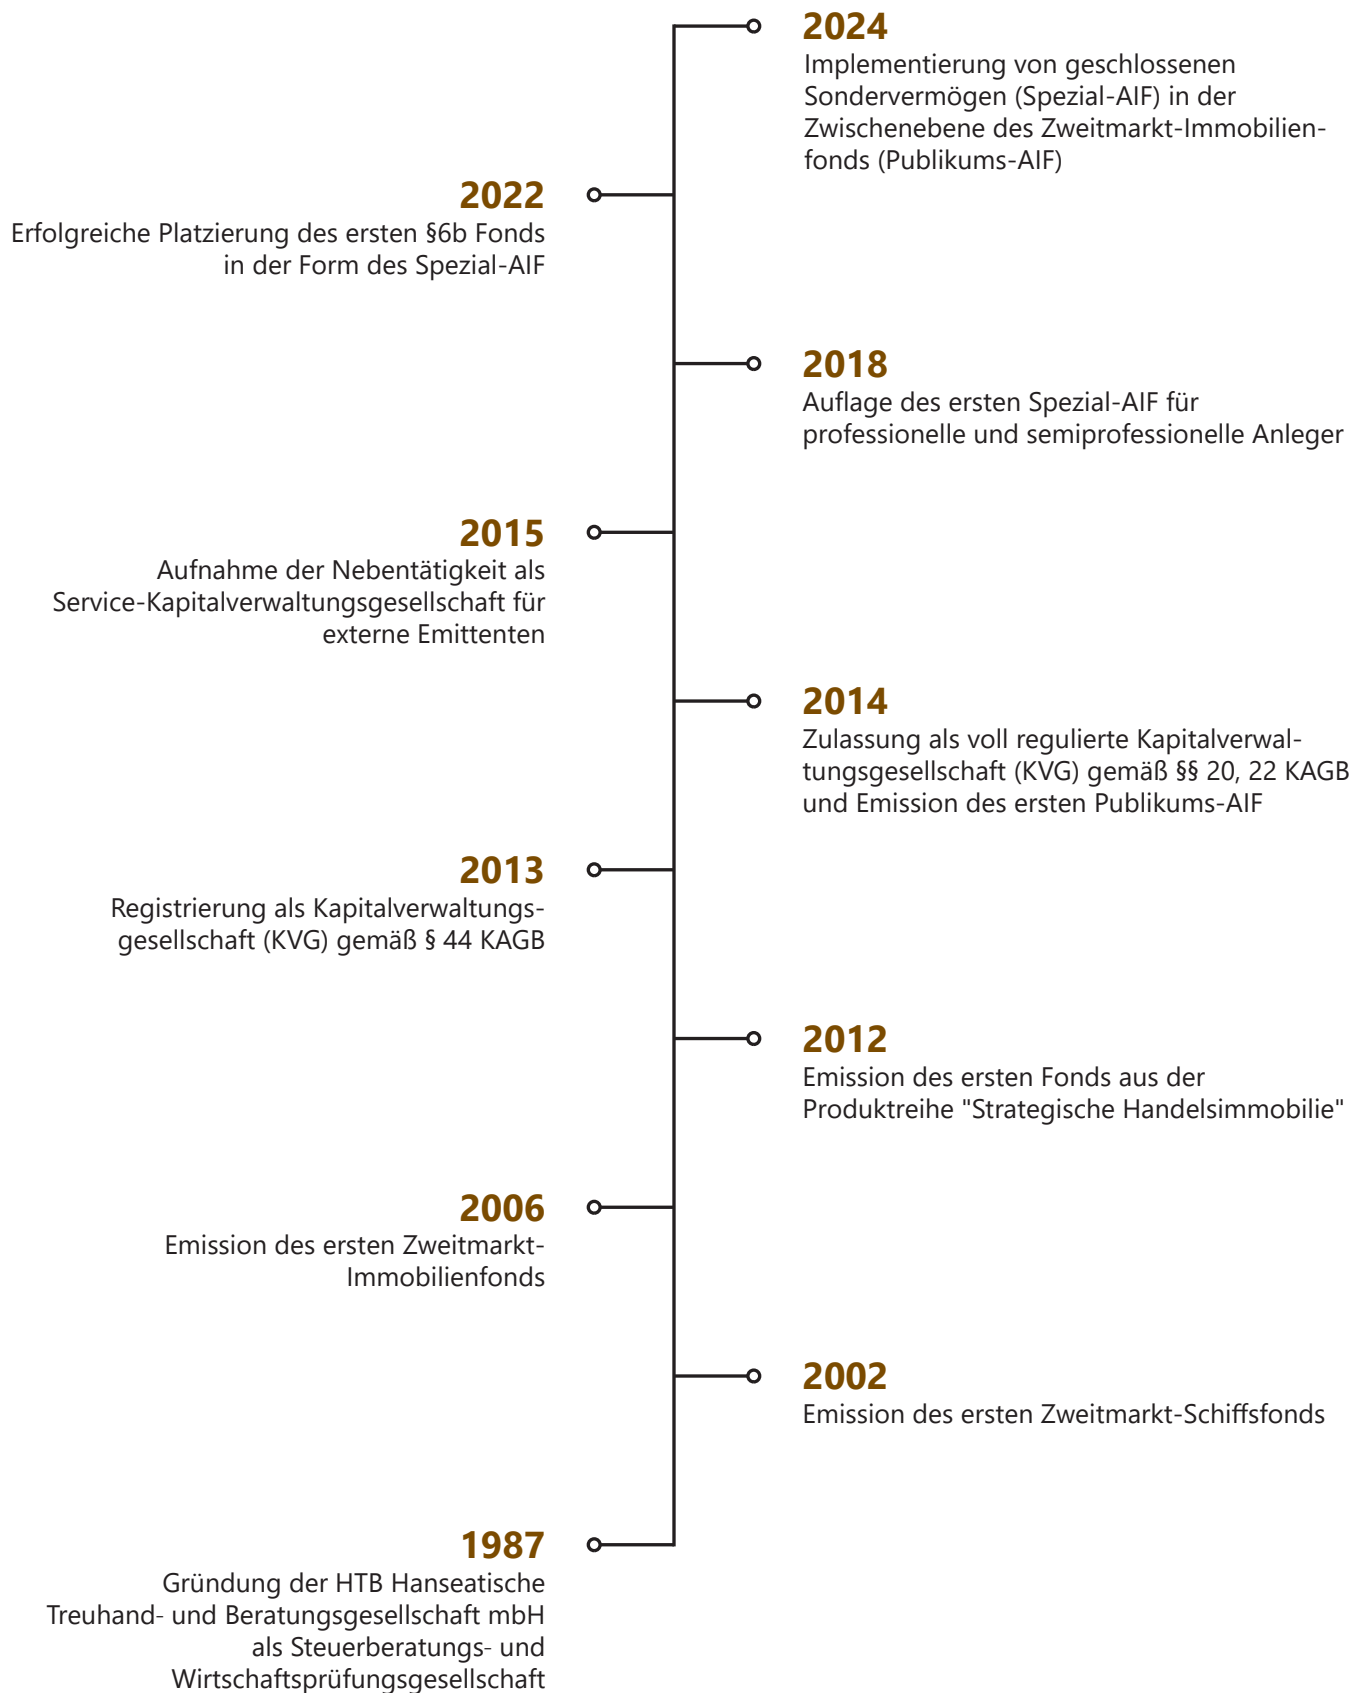 2024
Implementierung von geschlossenen
Sondervermögen (Spezial-AIF) in der
Zwischenebene des Zweitmarkt-Immobilien-
fonds (Publikums-AIF)
2022
Erfolgreiche Platzierung des ersten §6b Fonds
in der Form des Spezial-AIF
2018
Auflage des ersten Spezial-AIF für
professionelle und semiprofessionelle Anleger
2015
Aufnahme der Nebentätigkeit als
Service-Kapitalverwaltungsgesellschaft für
externe Emittenten
2014
Zulassung als voll regulierte Kapitalverwal-
tungsgesellschaft (KVG) gemäß §§ 20, 22 KAGB
und Emission des ersten Publikums-AIF
2013
Registrierung als Kapitalverwaltungs-
gesellschaft (KVG) gemäß § 44 KAGB
2012
Emission des ersten Fonds aus der
Produktreihe "Strategische Handelsimmobilie"
2006
Emission des ersten Zweitmarkt-
Immobilienfonds
2002
Emission des ersten Zweitmarkt-Schiffsfonds
1987
Gründung der HTB Hanseatische
Treuhand- und Beratungsgesellschaft mbH
als Steuerberatungs- und
Wirtschaftsprüfungsgesellschaft